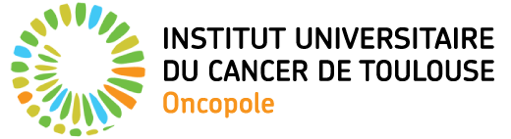 INSTITUT UNIVERSITAIRE
DU CANCER DE TOULOUSE
Oncopole